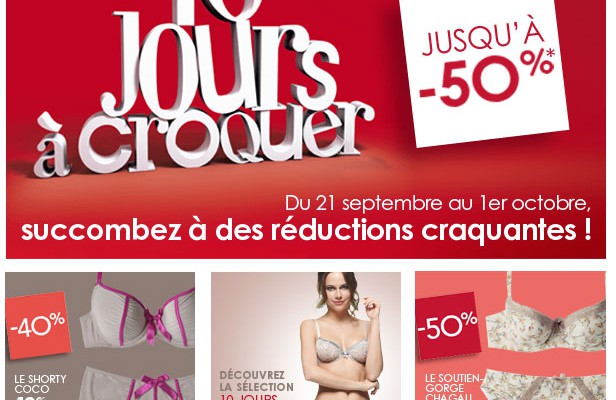 10
JOURS
à croquer
JUSQU'À
-50%*
Du 21 septembre au 1er octobre,
succombez à des réductions craquantes !
-40%
LE SHORTY
COCO
DÉCOUVREZ
LA SÉLECTION
10 JOURS
-50%
LE SOUTIEN-
GORGE
CHAGALL